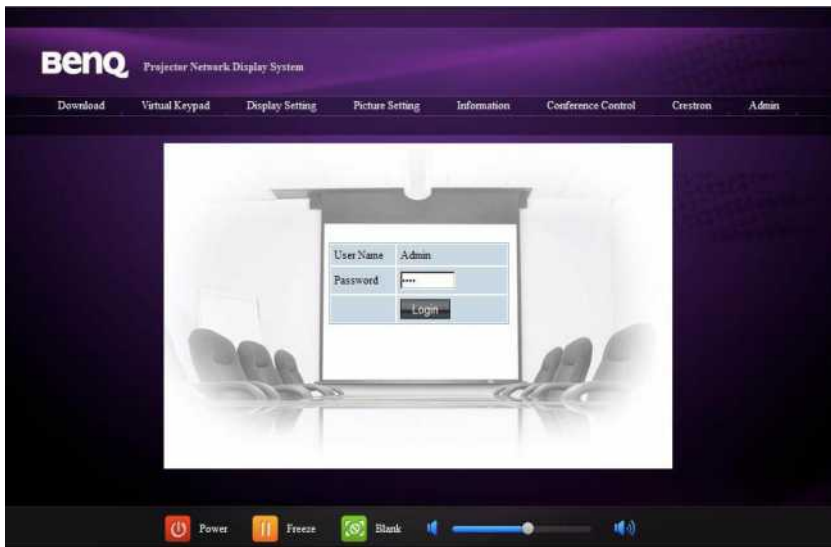 BenQ Projector Network Display System
Download Virtual Keypad Display Setting Picture Setting Information Conference Control Crestron Admin
User Name Admin
Password ••••
Login
Power Freeze Blank